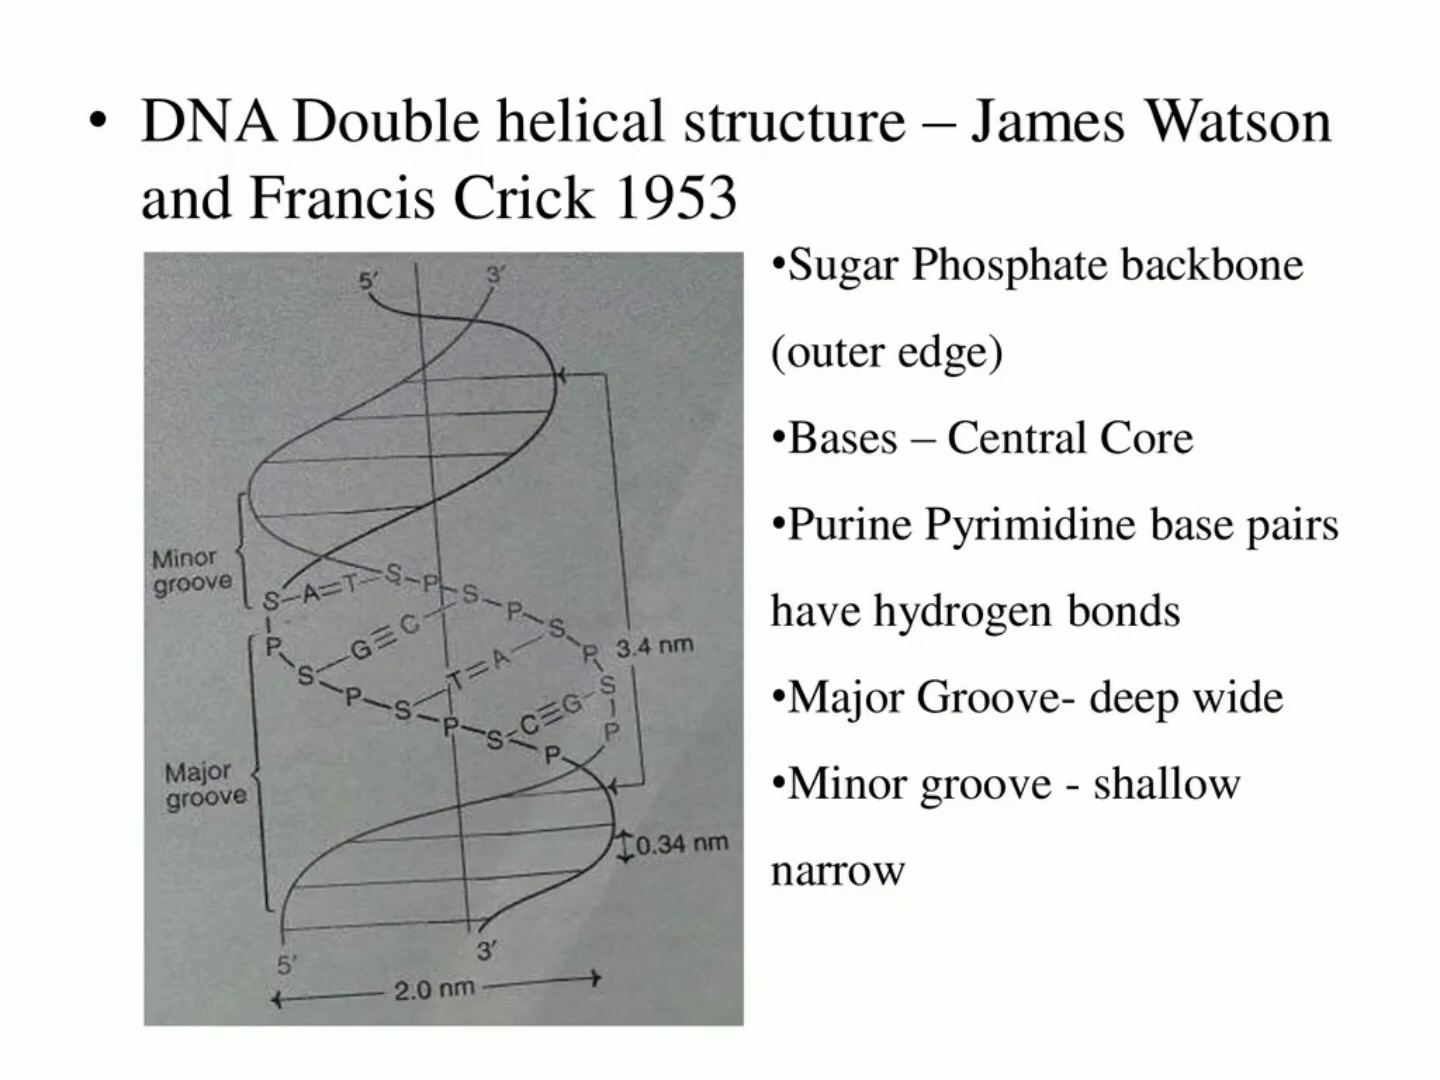 • DNA Double helical structure – James Watson
and Francis Crick 1953
5′ 3′
Minor
groove
S–A=T–S–P–S
P
S
P
G≡C
P
S
3.4 nm
S
T=A
P
S
P
S
C≡G
P
S
P
Major
groove
0.34 nm
5′ 3′
2.0 nm
•Sugar Phosphate backbone
(outer edge)
•Bases – Central Core
•Purine Pyrimidine base pairs
have hydrogen bonds
•Major Groove- deep wide
•Minor groove - shallow
narrow